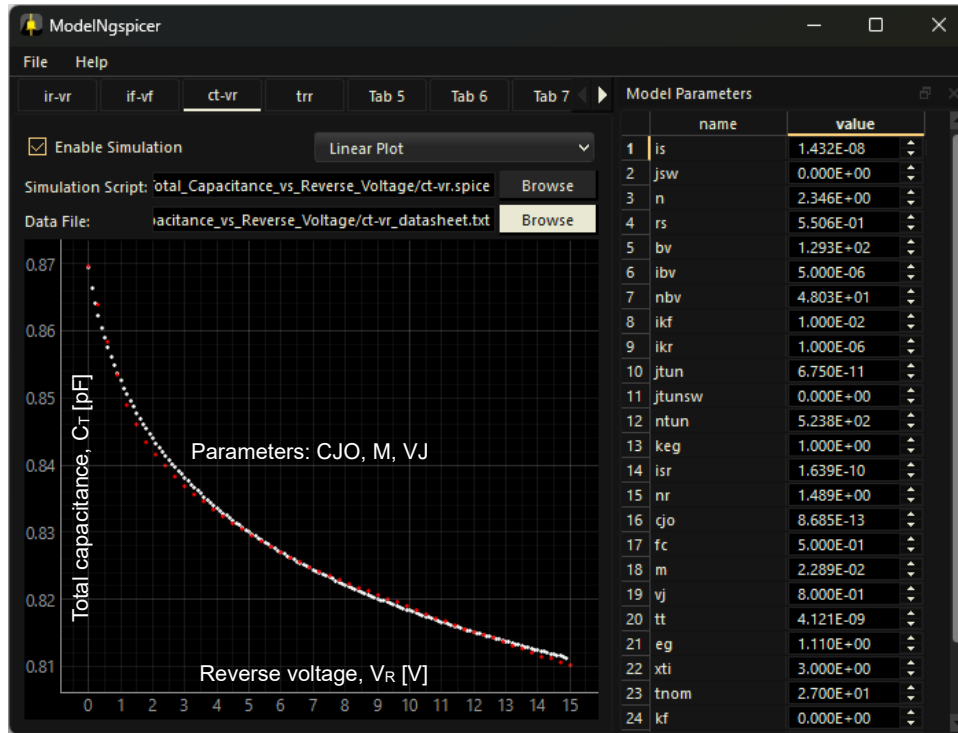 ModelNgspicer
File Help
ir-vr if-vf ct-vr trr Tab 5 Tab 6 Tab 7
Enable Simulation Linear Plot
Simulation Script: Total_Capacitance_vs_Reverse_Voltage/ct-vr.spice Browse
Data File: pacitance_vs_Reverse_Voltage/ct-vr_datasheet.txt Browse
0.87
0.86
0.85
0.84
0.83
0.82
0.81
Total capacitance, CT [pF]
Parameters: CJO, M, VJ
Reverse voltage, VR [V]
0 1 2 3 4 5 6 7 8 9 10 11 12 13 14 15
Model Parameters
name value
1 is 1.432E-08
2 jsw 0.000E+00
3 n 2.346E+00
4 rs 5.506E-01
5 bv 1.293E+02
6 ibv 5.000E-06
7 nbv 4.803E+01
8 ikf 1.000E-02
9 ikr 1.000E-06
10 jtun 6.750E-11
11 jtunsw 0.000E+00
12 ntun 5.238E+02
13 keg 1.000E+00
14 isr 1.639E-10
15 nr 1.489E+00
16 cjo 8.685E-13
17 fc 5.000E-01
18 m 2.289E-02
19 vj 8.000E-01
20 tt 4.121E-09
21 eg 1.110E+00
22 xti 3.000E+00
23 tnom 2.700E+01
24 kf 0.000E+00